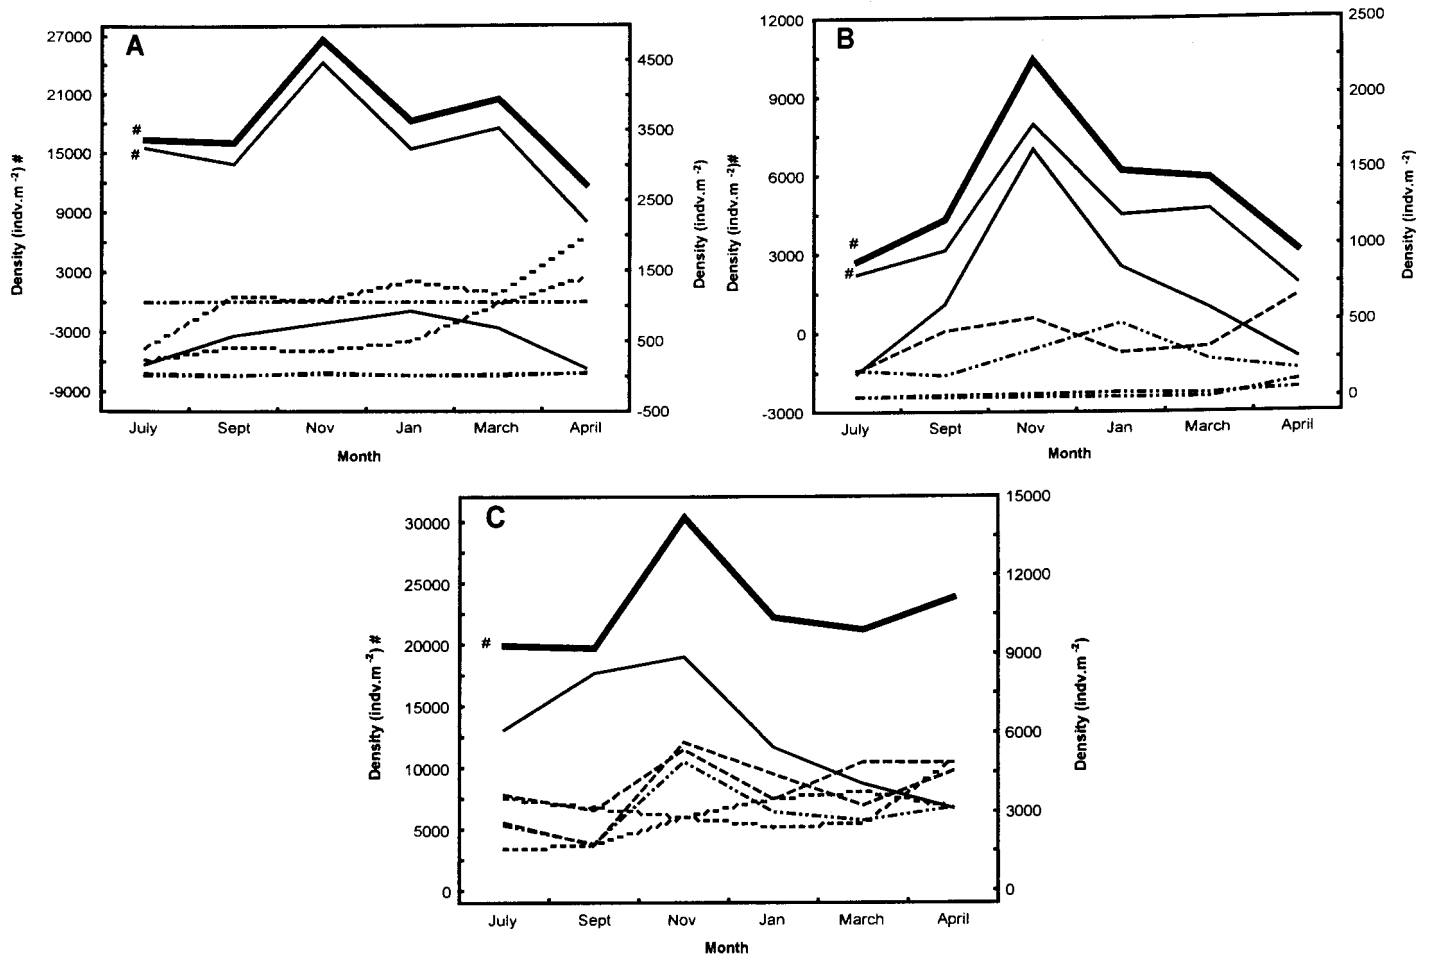 A
27000
21000
15000
9000
3000
-3000
-9000
4500
3500
2500
1500
500
-500
#
#
Density (indv.m -2) #
Density (indv.m -2)
July Sept Nov Jan March April
Month
B
12000
9000
6000
3000
0
-3000
2500
2000
1500
1000
500
0
#
#
Density (indv.m -2)#
Density (indv.m -2)
July Sept Nov Jan March April
Month
C
30000
25000
20000
15000
10000
5000
0
15000
12000
9000
6000
3000
0
#
Density (indv.m -2) #
Density (indv.m -2)
July Sept Nov Jan March April
Month